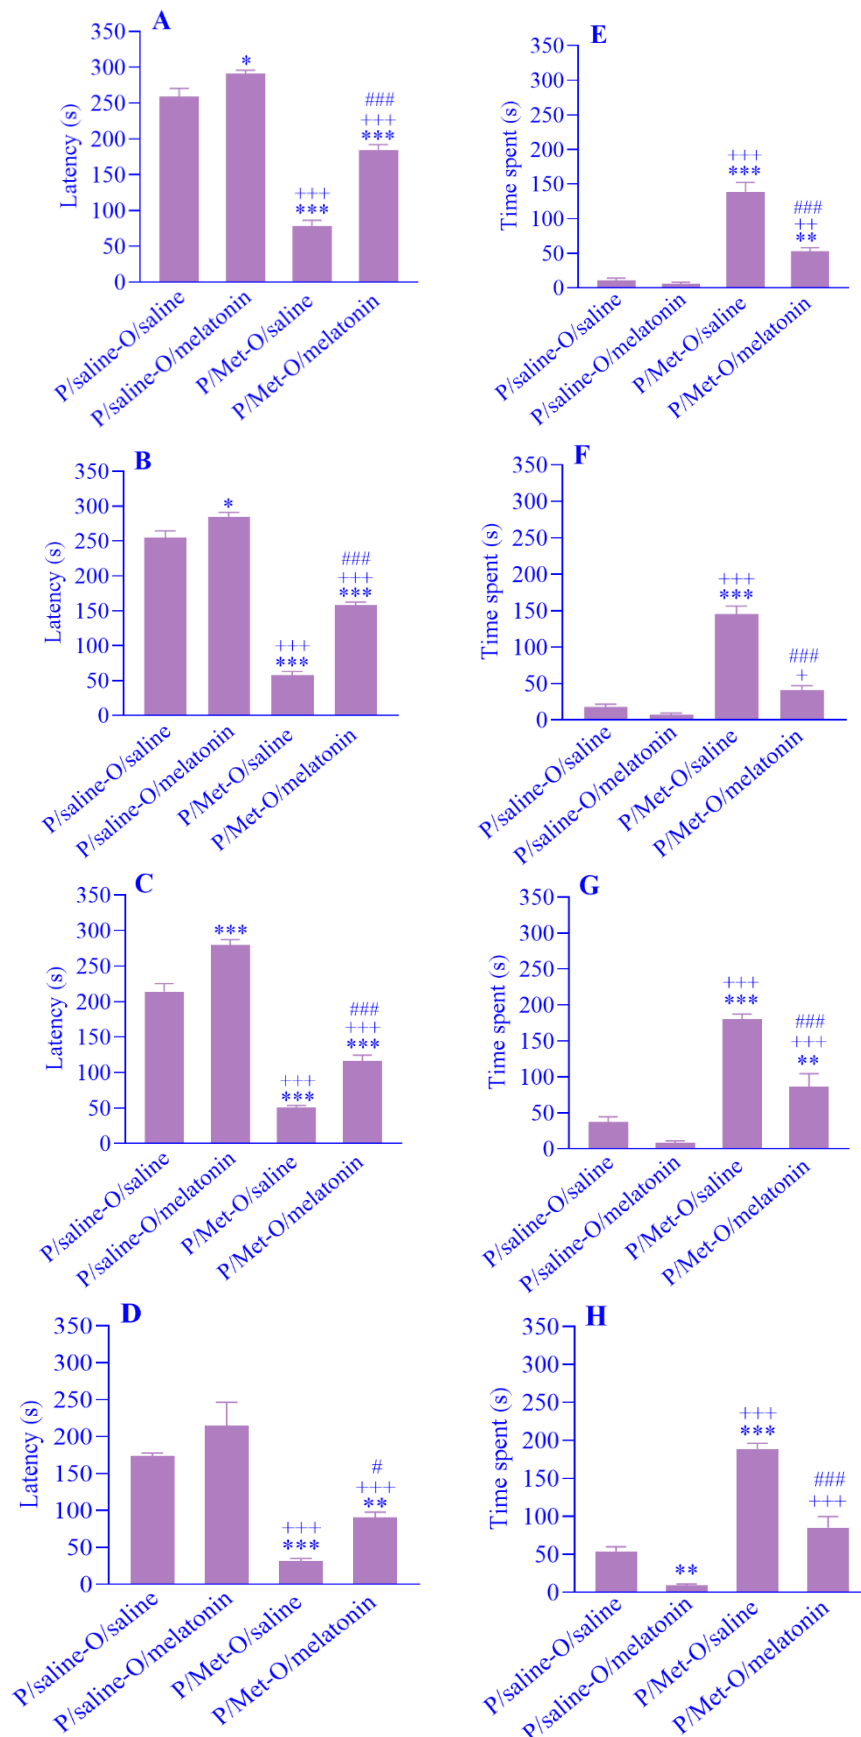 A
Latency (s)
350
300
250
200
150
100
50
0
*
+++
***
###
+++
***
P/saline-O/saline
P/saline-O/melatonin
P/Met-O/saline
P/Met-O/melatonin
E
Time spent (s)
350
300
250
200
150
100
50
0
+++
***
###
++
**
P/saline-O/saline
P/saline-O/melatonin
P/Met-O/saline
P/Met-O/melatonin
B
Latency (s)
350
300
250
200
150
100
50
0
*
+++
***
###
+++
***
P/saline-O/saline
P/saline-O/melatonin
P/Met-O/saline
P/Met-O/melatonin
F
Time spent (s)
350
300
250
200
150
100
50
0
+++
***
###
+
P/saline-O/saline
P/saline-O/melatonin
P/Met-O/saline
P/Met-O/melatonin
C
Latency (s)
350
300
250
200
150
100
50
0
***
+++
***
###
+++
***
P/saline-O/saline
P/saline-O/melatonin
P/Met-O/saline
P/Met-O/melatonin
G
Time spent (s)
350
300
250
200
150
100
50
0
+++
***
###
+++
**
P/saline-O/saline
P/saline-O/melatonin
P/Met-O/saline
P/Met-O/melatonin
D
Latency (s)
350
300
250
200
150
100
50
0
+++
***
#
+++
**
P/saline-O/saline
P/saline-O/melatonin
P/Met-O/saline
P/Met-O/melatonin
H
Time spent (s)
350
300
250
200
150
100
50
0
**
+++
***
###
+++
P/saline-O/saline
P/saline-O/melatonin
P/Met-O/saline
P/Met-O/melatonin